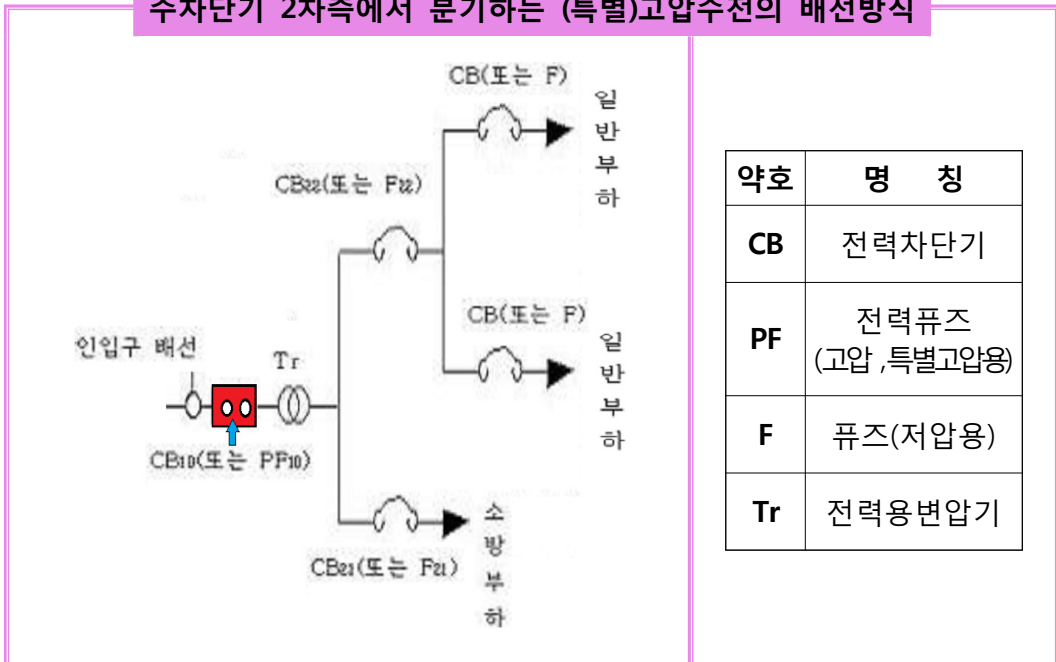 주차단기 2차측에서 분기하는 (특별)고압수전의 배선방식
CB(또는 F)
일
반
부
하
CB22(또는 F22)
CB(또는 F)
일
반
부
하
인입구 배선
Tr
CB10(또는 PF10)
CB21(또는 F21)
소
방
부
하
약호 명 칭
CB 전력차단기
PF 전력퓨즈
(고압 ,특별고압용)
F 퓨즈(저압용)
Tr 전력용변압기